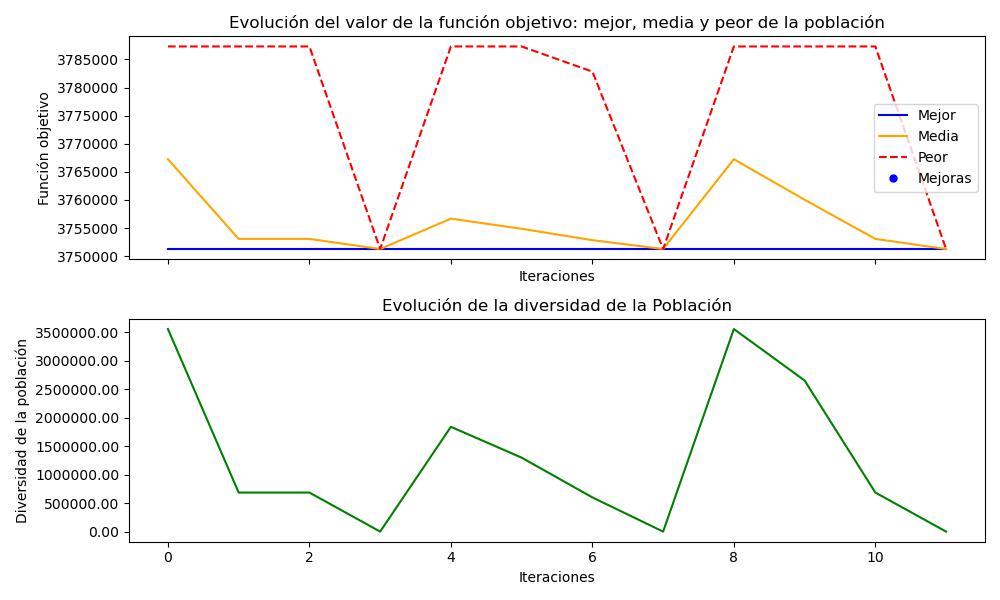 Evolución del valor de la función objetivo: mejor, media y peor de la población
Función objetivo
3785000
3780000
3775000
3770000
3765000
3760000
3755000
3750000
Mejor
Media
Peor
Mejoras
Iteraciones
Evolución de la diversidad de la Población
Diversidad de la población
3500000.00
3000000.00
2500000.00
2000000.00
1500000.00
1000000.00
500000.00
0.00
0 2 4 6 8 10
Iteraciones